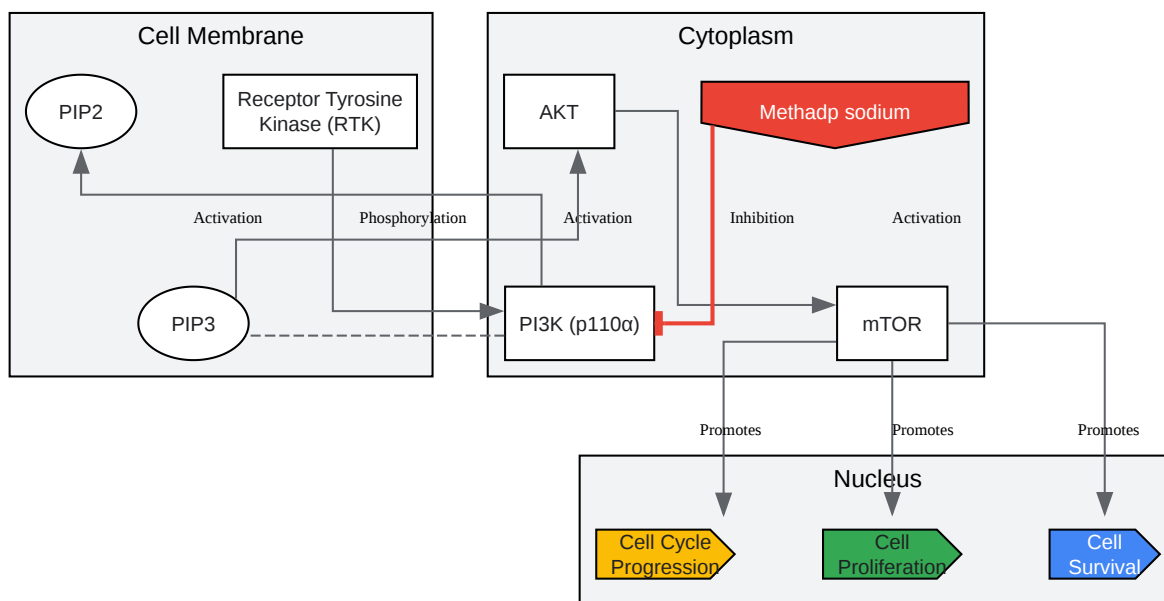 Cell Membrane
Cytoplasm
PIP2
Receptor Tyrosine
Kinase (RTK)
AKT
Methadp sodium
Activation
Phosphorylation
Activation
Inhibition
Activation
PIP3
PI3K (p110α)
mTOR
Promotes
Promotes
Promotes
Nucleus
Cell Cycle
Progression
Cell
Proliferation
Cell
Survival